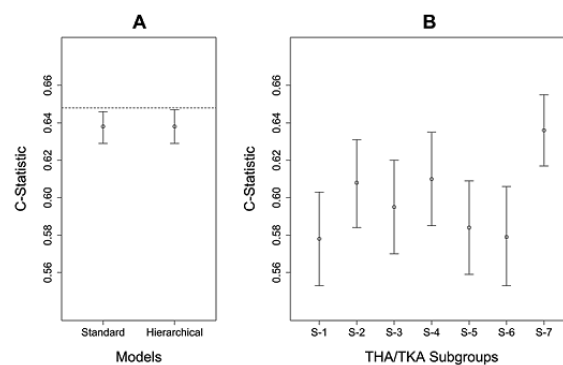 A
B
C-Statistic
0.66
0.64
0.62
0.60
0.58
0.56
Standard Hierarchical
Models
C-Statistic
0.66
0.64
0.62
0.60
0.58
0.56
S-1 S-2 S-3 S-4 S-5 S-6 S-7
THA/TKA Subgroups